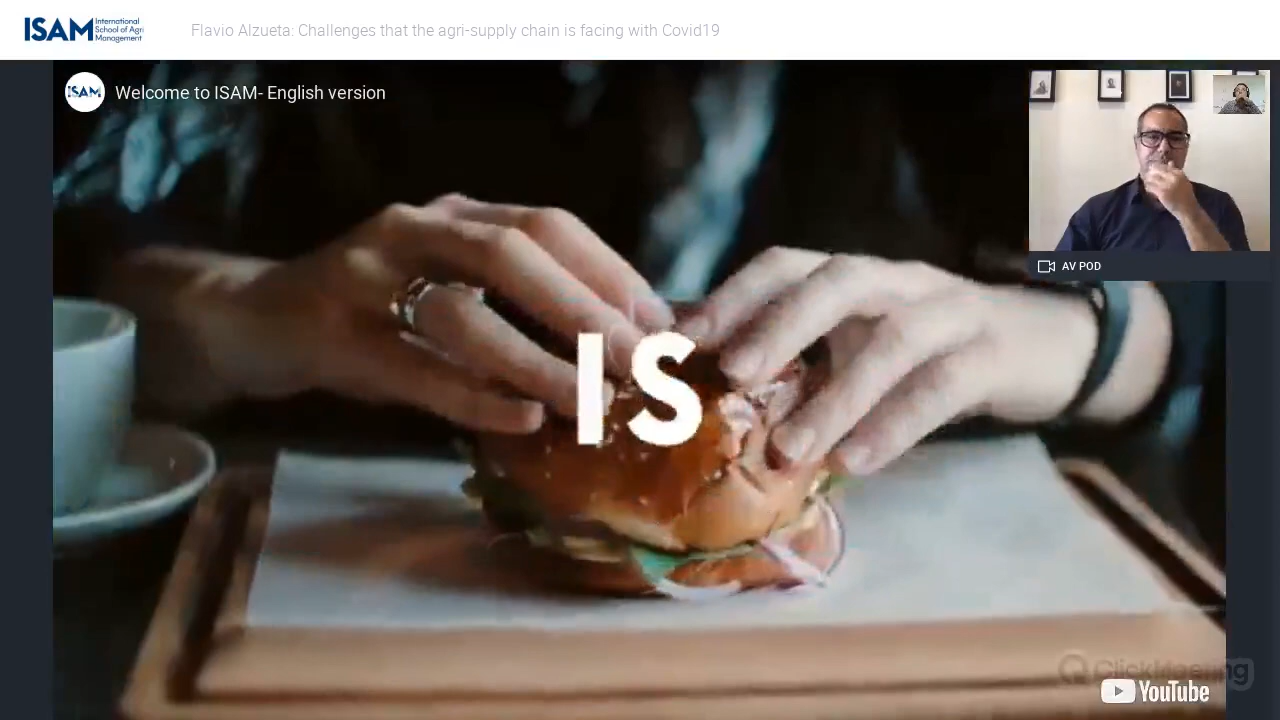 ISAM International
School of Agri
Management
Flavio Alzueta: Challenges that the agri-supply chain is facing with Covid19
ISAM
Welcome to ISAM- English version
AV POD
IS
ClickMeeting
YouTube